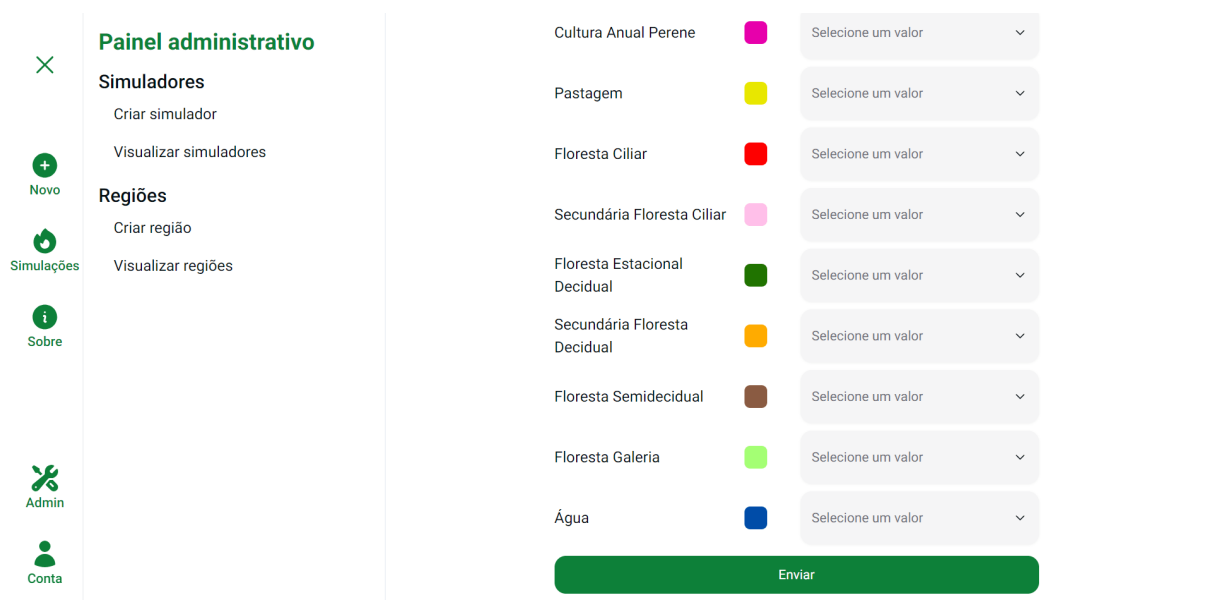 Novo
Simulações
Sobre
Admin
Conta
Painel administrativo
Simuladores
Criar simulador
Visualizar simuladores
Regiões
Criar região
Visualizar regiões
Cultura Anual Perene
Selecione um valor
Pastagem
Selecione um valor
Floresta Ciliar
Selecione um valor
Secundária Floresta Ciliar
Selecione um valor
Floresta Estacional
Decidual
Selecione um valor
Secundária Floresta
Decidual
Selecione um valor
Floresta Semidecidual
Selecione um valor
Floresta Galeria
Selecione um valor
Água
Selecione um valor
Enviar